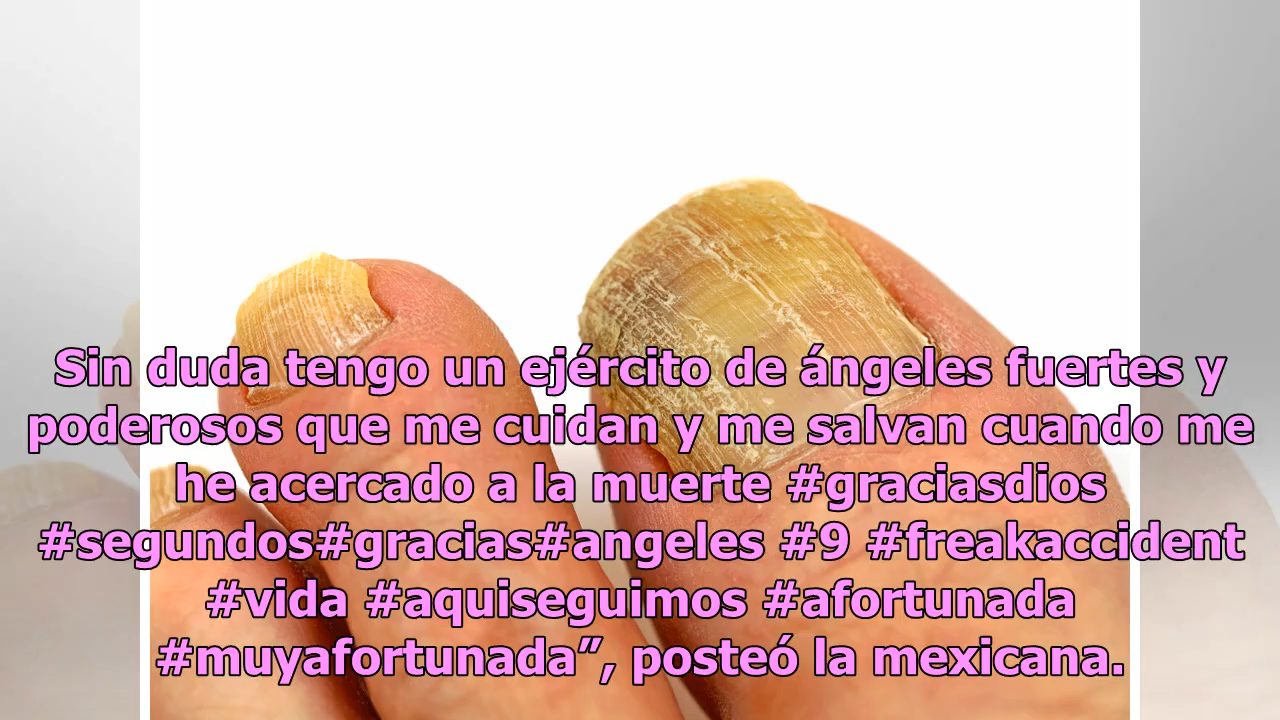 Sin duda tengo un ejército de ángeles fuertes y
poderosos que me cuidan y me salvan cuando me
he acercado a la muerte #graciasdios
#segundos#gracias#angeles #9 #freakaccident
#vida #aquiseguimos #afortunada
#muyafortunada”, posteó la mexicana.